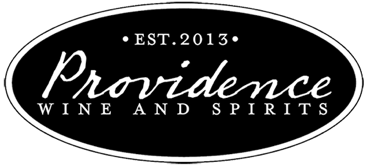 •EST.2013•
Providence
WINE AND SPIRITS